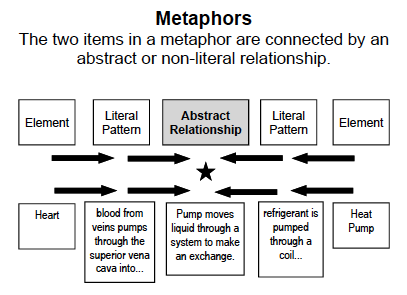 Metaphors
The two items in a metaphor are connected by an
abstract or non-literal relationship.
Element
Literal
Pattern
Abstract
Relationship
Literal
Pattern
Element
Heart
blood from
veins pumps
through the
superior vena
cava into...
Pump moves
liquid through a
system to make
an exchange.
refrigerant is
pumped
through a
coil...
Heat
Pump